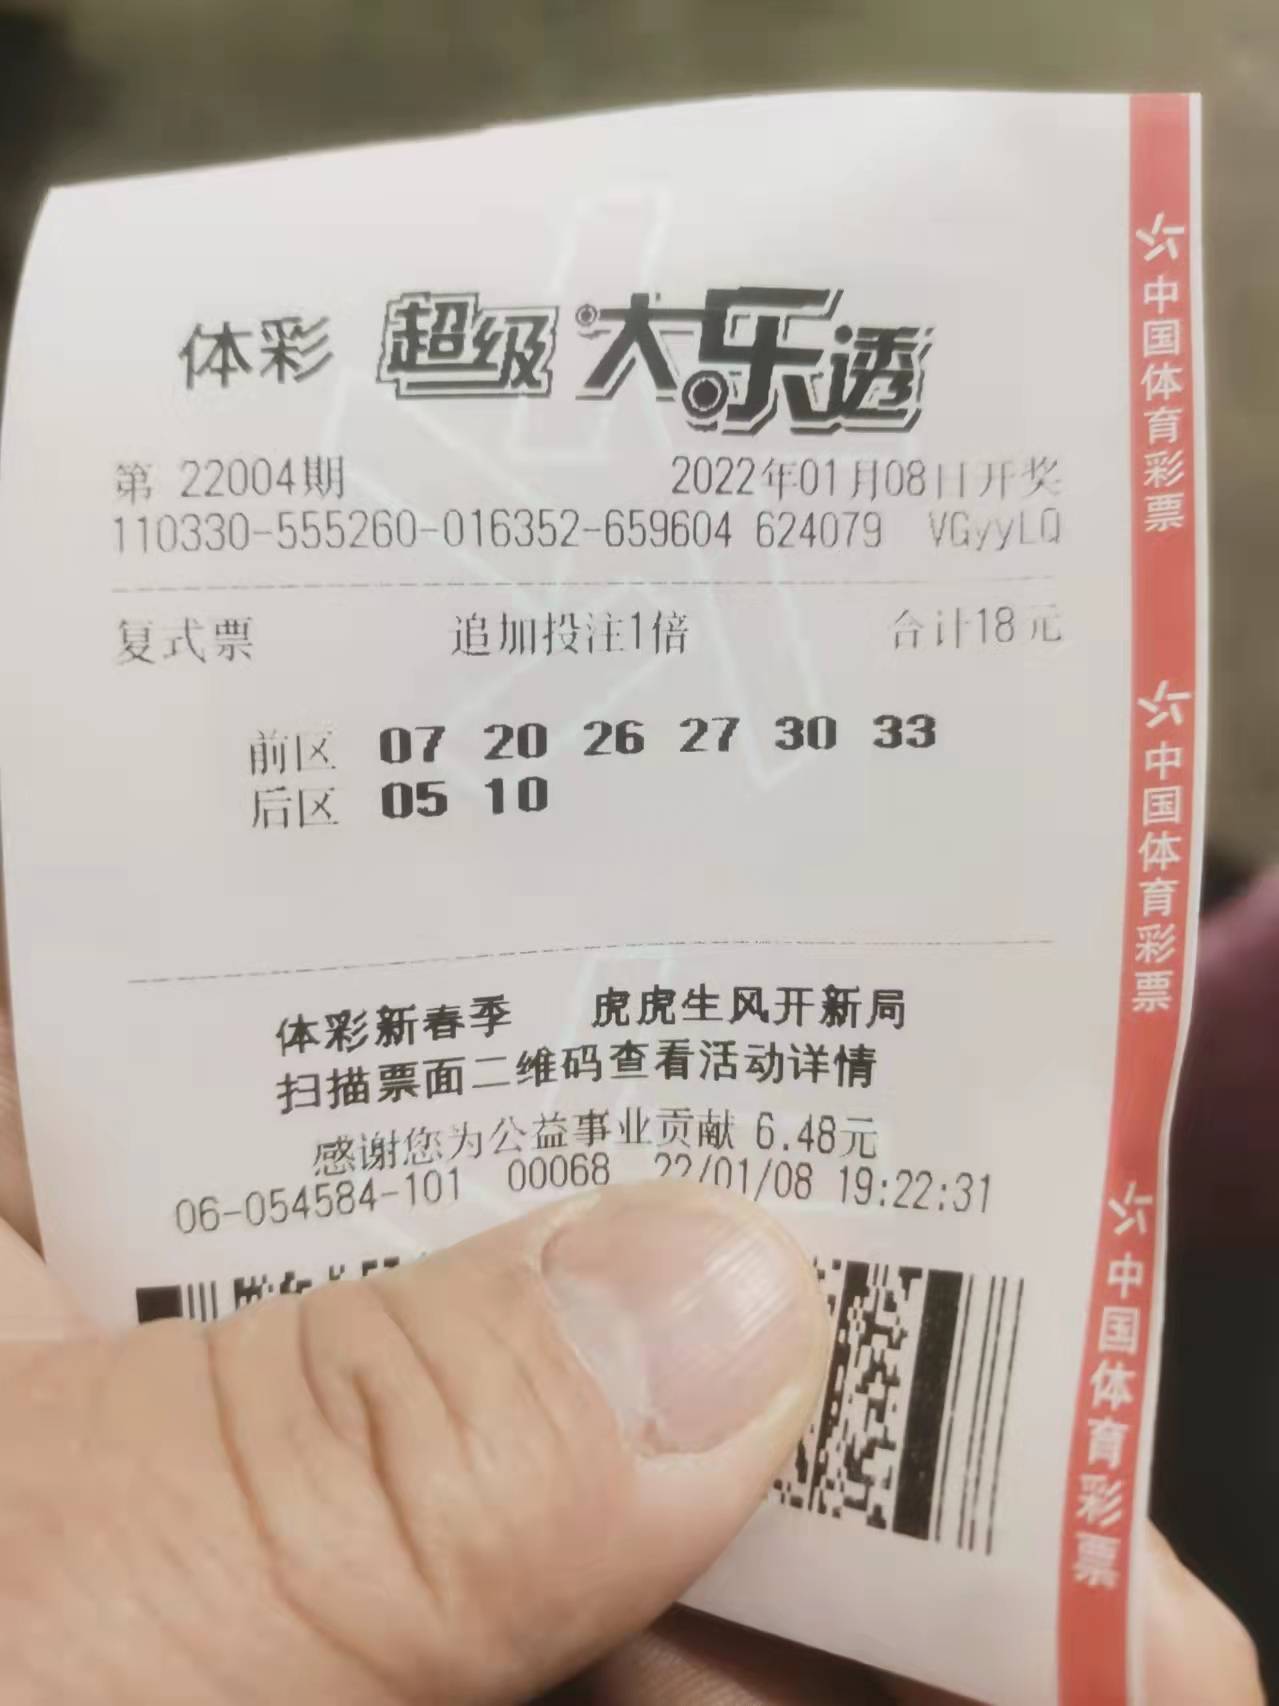 体彩 超级大乐透
第 22004期 2022年01月08日开奖
110330-555260-016352-659604 624079 VGyyLQ
复式票 追加投注1倍 合计18元
前区 07 20 26 27 30 33
后区 05 10
体彩新春季 虎虎生风开新局
扫描票面二维码查看活动详情
感谢您为公益事业贡献 6.48元
06-054584-101 00068 22/01/08 19:22:31
中国体育彩票
中国体育彩票
中国体育彩票